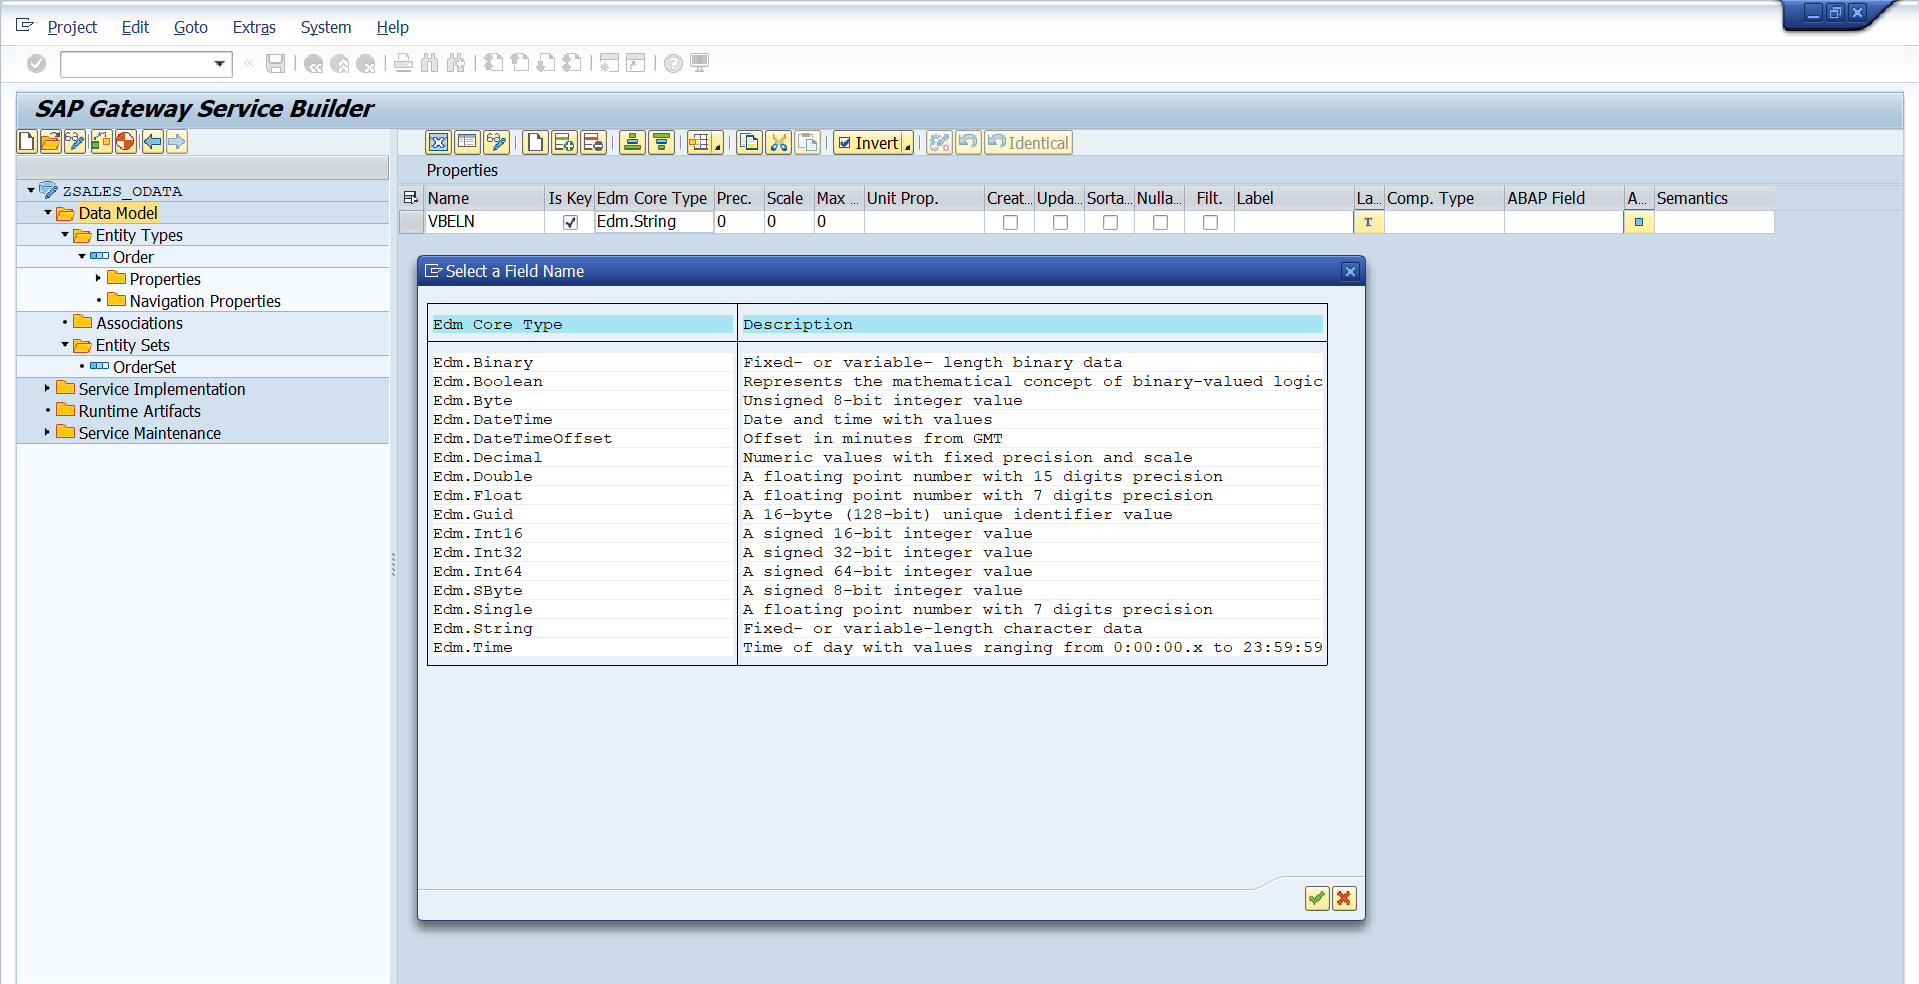 Project Edit Goto Extras System Help
SAP Gateway Service Builder
Invert Identical
Properties
Name Is Key Edm Core Type Prec. Scale Max ... Unit Prop. Creat... Upda... Sorta... Nulla... Filt. Label La... Comp. Type ABAP Field A... Semantics
VBELN Edm.String 0 0 0 T
ZSALES_ODATA
Data Model
Entity Types
Order
Properties
Navigation Properties
Associations
Entity Sets
OrderSet
Service Implementation
Runtime Artifacts
Service Maintenance
Select a Field Name
Edm Core Type Description
Edm.Binary Fixed- or variable- length binary data
Edm.Boolean Represents the mathematical concept of binary-valued logic
Edm.Byte Unsigned 8-bit integer value
Edm.DateTime Date and time with values
Edm.DateTimeOffset Offset in minutes from GMT
Edm.Decimal Numeric values with fixed precision and scale
Edm.Double A floating point number with 15 digits precision
Edm.Float A floating point number with 7 digits precision
Edm.Guid A 16-byte (128-bit) unique identifier value
Edm.Int16 A signed 16-bit integer value
Edm.Int32 A signed 32-bit integer value
Edm.Int64 A signed 64-bit integer value
Edm.SByte A signed 8-bit integer value
Edm.Single A floating point number with 7 digits precision
Edm.String Fixed- or variable-length character data
Edm.Time Time of day with values ranging from 0:00:00.x to 23:59:59